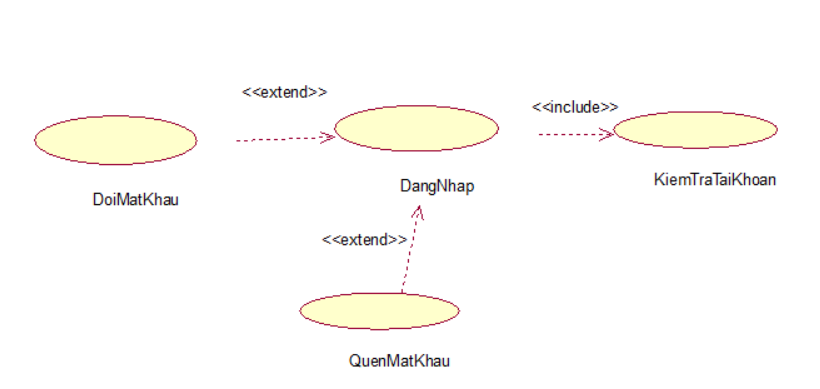 <<extend>>
<<include>>
DoiMatKhau
DangNhap
KiemTraTaiKhoan
<<extend>>
QuenMatKhau